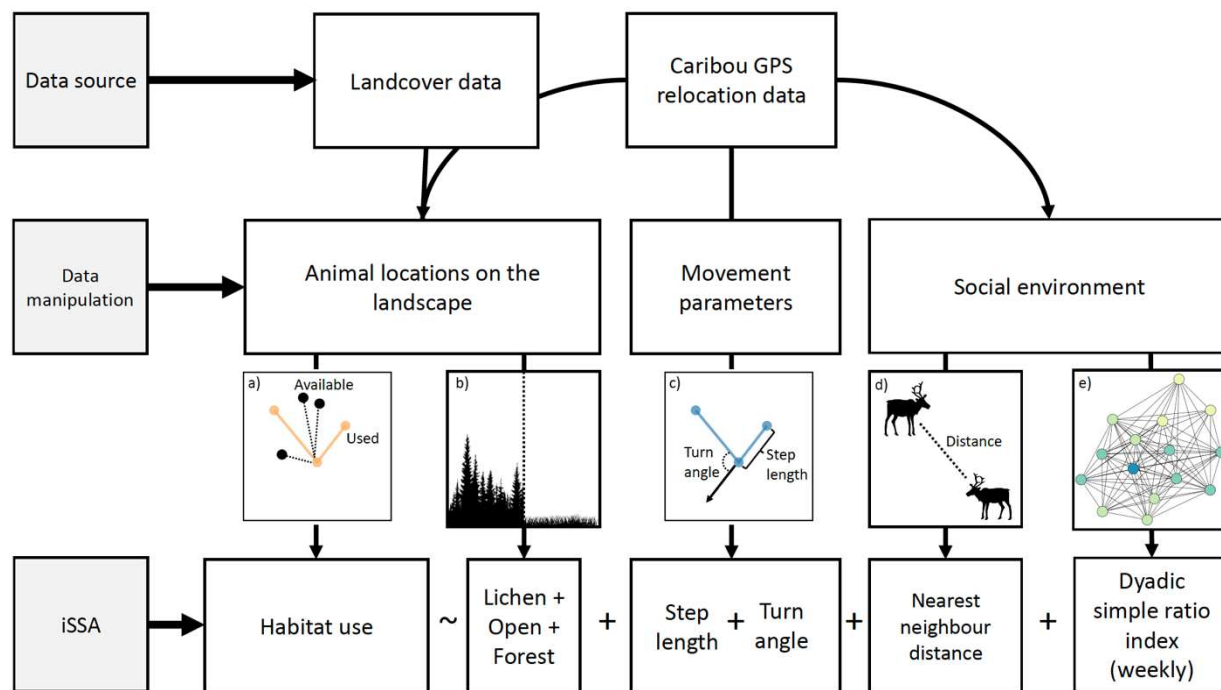 Data source
Landcover data
Caribou GPS
relocation data
Data
manipulation
Animal locations on the
landscape
Movement
parameters
Social environment
a)
Available
Used
b)
c)
Turn
angle
Step
length
d)
Distance
e)
iSSA
Habitat use
~
Lichen +
Open +
Forest
+
Step
length
+
Turn
angle
+
Nearest
neighbour
distance
+
Dyadic
simple ratio
index
(weekly)